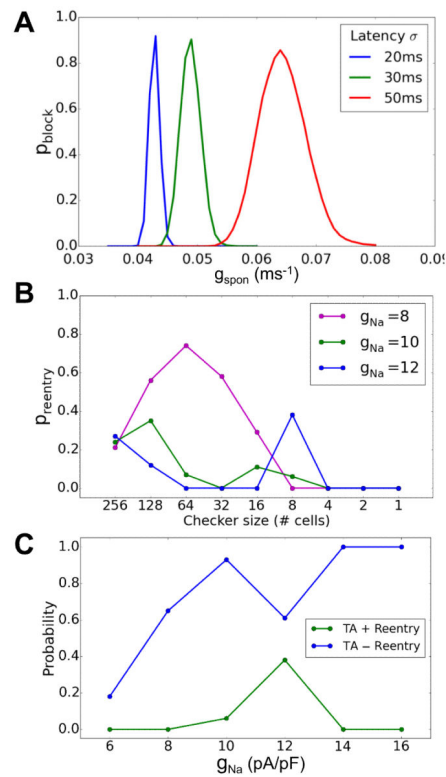 A
Latency σ
20ms
30ms
50ms
p_block
1.0
0.8
0.6
0.4
0.2
0.0
0.03 0.04 0.05 0.06 0.07 0.08 0.09
g_spon (ms⁻¹)
B
g_Na =8
g_Na =10
g_Na =12
p_reentry
1.0
0.8
0.6
0.4
0.2
0.0
256 128 64 32 16 8 4 2 1
Checker size (# cells)
C
TA + Reentry
TA − Reentry
Probability
1.0
0.8
0.6
0.4
0.2
0.0
6 8 10 12 14 16
g_Na (pA/pF)